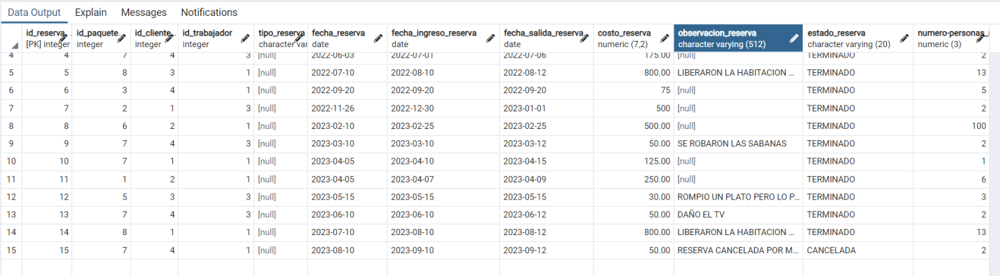 Data Output Explain Messages Notifications
id_reserva id_paquete... id_cliente... id_trabajador tipo_reserva fecha_reserva fecha_ingreso_reserva fecha_salida_reserva costo_reserva observacion_reserva estado_reserva numero-personas_
[PK] integer integer integer integer character var date date date numeric (7,2) character varying (512) character varying (20) numeric (3)
4 4 7 4 3 [null] 2022-06-03 2022-07-01 2022-07-06 175.00 [null] TERMINADO 2
5 5 8 3 1 [null] 2022-07-10 2022-08-10 2022-08-12 800.00 LIBERARON LA HABITACION ... TERMINADO 13
6 6 3 4 1 [null] 2022-09-20 2022-09-20 2022-09-20 75 [null] TERMINADO 5
7 7 2 1 3 [null] 2022-11-26 2022-12-30 2023-01-01 500 [null] TERMINADO 2
8 8 6 2 1 [null] 2023-02-10 2023-02-25 2023-02-25 500.00 [null] TERMINADO 100
9 9 7 4 3 [null] 2023-03-10 2023-03-10 2023-03-12 50.00 SE ROBARON LAS SABANAS TERMINADO 2
10 10 7 1 1 [null] 2023-04-05 2023-04-10 2023-04-15 125.00 [null] TERMINADO 1
11 11 1 2 1 [null] 2023-04-05 2023-04-07 2023-04-09 250.00 [null] TERMINADO 6
12 12 5 3 3 [null] 2023-05-15 2023-05-15 2023-05-15 30.00 ROMPIO UN PLATO PERO LO P... TERMINADO 3
13 13 7 4 3 [null] 2023-06-10 2023-06-10 2023-06-12 50.00 DAÑO EL TV TERMINADO 2
14 14 8 1 1 [null] 2023-07-10 2023-08-10 2023-08-12 800.00 LIBERARON LA HABITACION ... TERMINADO 13
15 15 7 4 1 [null] 2023-08-10 2023-09-10 2023-09-12 50.00 RESERVA CANCELADA POR M... CANCELADA 2